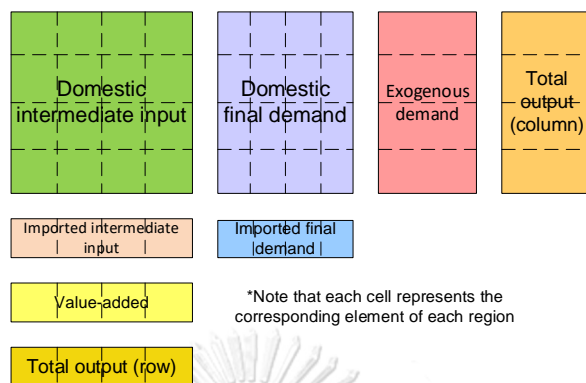 Domestic
intermediate input
Domestic
final demand
Exogenous
demand
Total
output
(column)
Imported intermediate
input
Imported final
demand
Value-added
*Note that each cell represents the
corresponding element of each region
Total output (row)